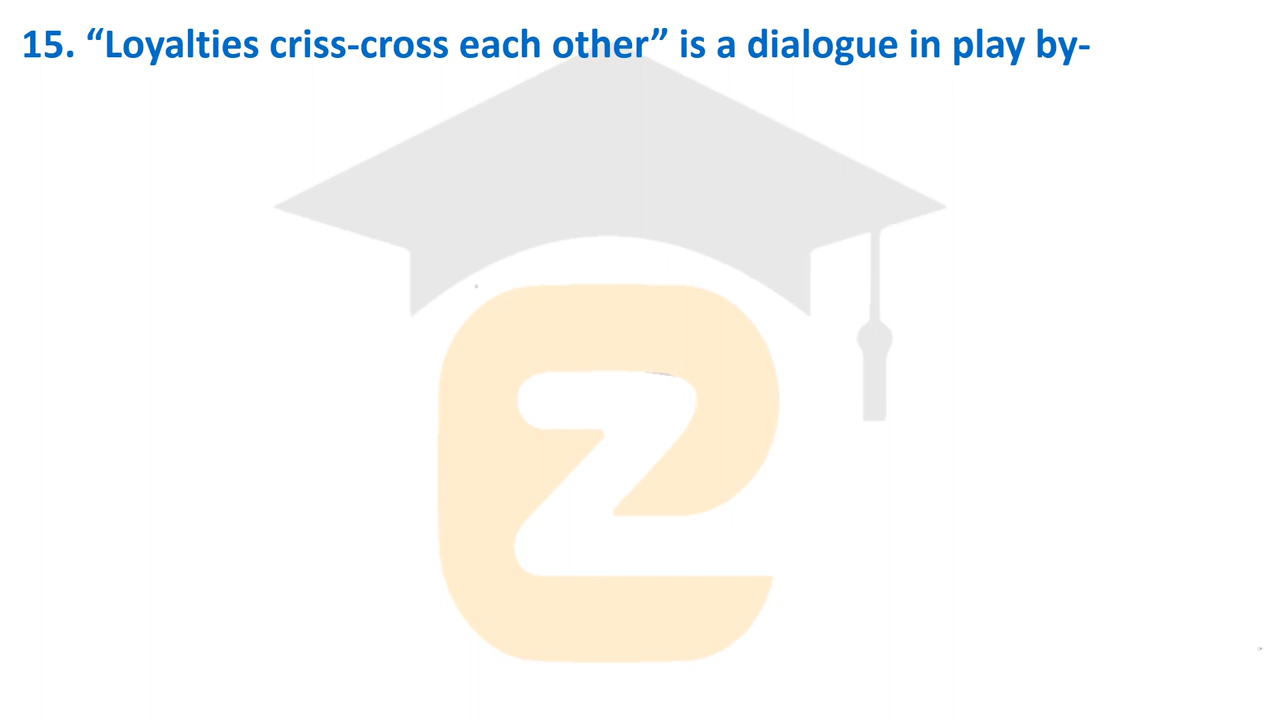 15. “Loyalties criss-cross each other” is a dialogue in play by-